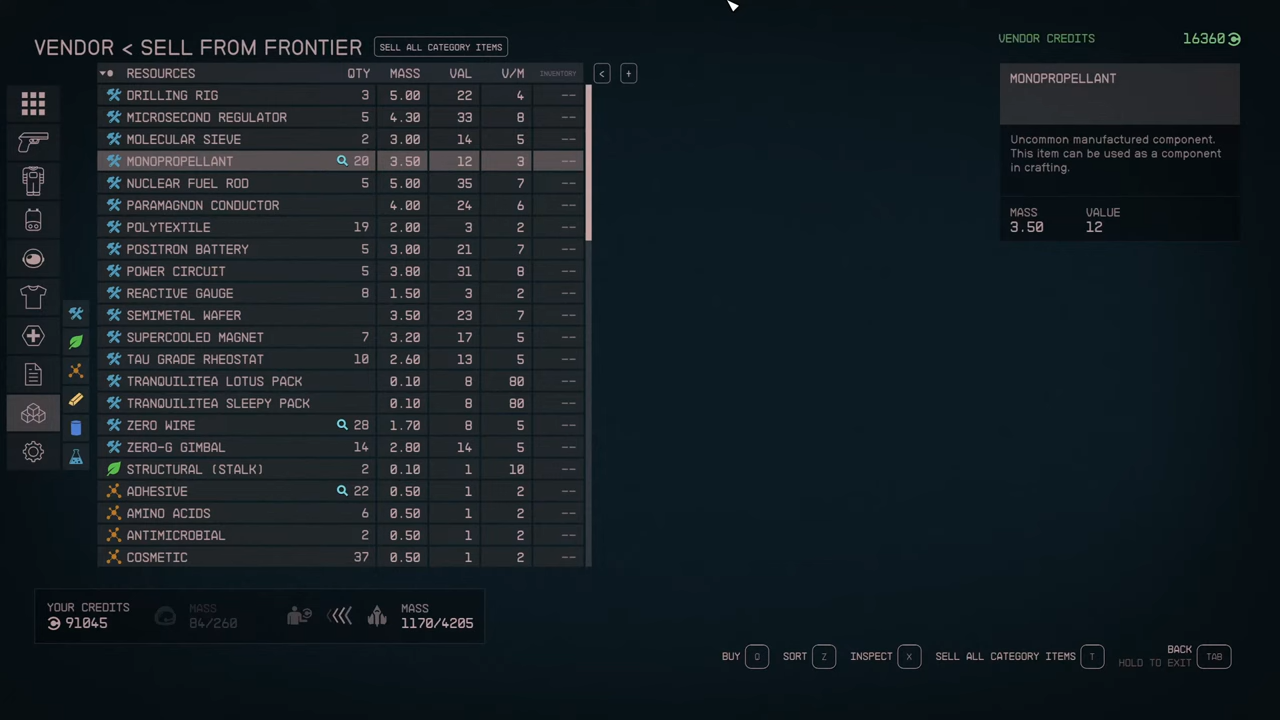 VENDOR < SELL FROM FRONTIER SELL ALL CATEGORY ITEMS
VENDOR CREDITS 16360
RESOURCES QTY MASS VAL V/M INVENTORY < +
DRILLING RIG 3 5.00 22 4 --
MICROSECOND REGULATOR 5 4.30 33 8 --
MOLECULAR SIEVE 2 3.00 14 5 --
MONOPROPELLANT 20 3.50 12 3 --
NUCLEAR FUEL ROD 5 5.00 35 7 --
PARAMAGNON CONDUCTOR 4.00 24 6 --
POLYTEXTILE 19 2.00 3 2 --
POSITRON BATTERY 5 3.00 21 7 --
POWER CIRCUIT 5 3.80 31 8 --
REACTIVE GAUGE 8 1.50 3 2 --
SEMIMETAL WAFER 3.50 23 7 --
SUPERCOOLED MAGNET 7 3.20 17 5 --
TAU GRADE RHEOSTAT 10 2.60 13 5 --
TRANQUILITEA LOTUS PACK 0.10 8 80 --
TRANQUILITEA SLEEPY PACK 0.10 8 80 --
ZERO WIRE 28 1.70 8 5 --
ZERO-G GIMBAL 14 2.80 14 5 --
STRUCTURAL (STALK) 2 0.10 1 10 --
ADHESIVE 22 0.50 1 2 --
AMINO ACIDS 6 0.50 1 2 --
ANTIMICROBIAL 2 0.50 1 2 --
COSMETIC 37 0.50 1 2 --
MONOPROPELLANT
Uncommon manufactured component.
This item can be used as a component
in crafting.
MASS VALUE
3.50 12
YOUR CREDITS MASS MASS
91045 84/260 1170/4205
BUY Q SORT Z INSPECT X SELL ALL CATEGORY ITEMS T BACK TAB
HOLD TO EXIT